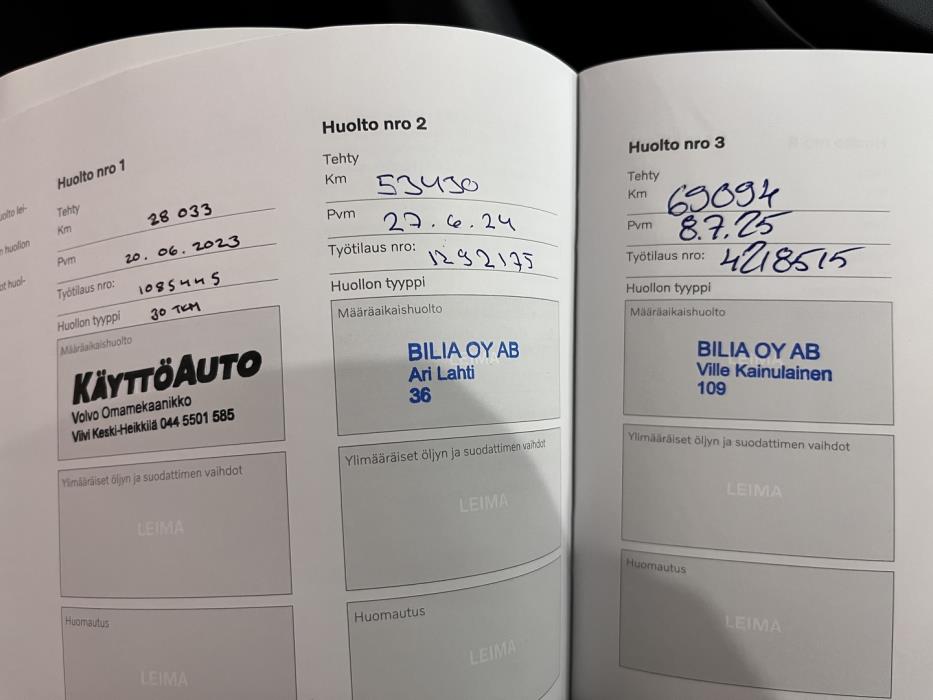 Huolto nro 1
Tehty
Km 28 033
Pvm 20. 06. 2023
Työtilaus nro: 1085445
Huollon tyyppi 30 TKM
Määräaikaishuolto
KÄYTTÖAUTO
Volvo Omamekaanikko
Viivi Keski-Heikkilä 044 5501 585
Ylimääräiset öljyn ja suodattimen vaihdot
LEIMA
Huomautus
LEIMA
Huolto nro 2
Tehty
Km 53430
Pvm 27.6.24
Työtilaus nro: 1292175
Huollon tyyppi
Määräaikaishuolto
BILIA OY AB
Ari Lahti
36
Ylimääräiset öljyn ja suodattimen vaihdot
LEIMA
Huomautus
LEIMA
Huolto nro 3
Tehty
Km 69094
Pvm 8.7.25
Työtilaus nro: 4218515
Huollon tyyppi
Määräaikaishuolto
BILIA OY AB
Ville Kainulainen
109
Ylimääräiset öljyn ja suodattimen vaihdot
LEIMA
Huomautus
LEIMA